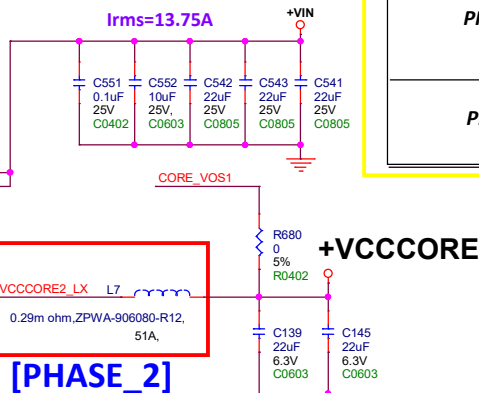 Irms=13.75A
+VIN
C551
0.1uF
25V
C0402
C552
10uF
25V,
C0603
C542
22uF
25V
C0805
C543
22uF
25V
C0805
C541
22uF
25V
C0805
CORE_VOS1
R680
0
5%
R0402
+VCCCORE
VCCCORE2_LX
L7
0.29m ohm,ZPWA-906080-R12,
51A,
C139
22uF
6.3V
C0603
C145
22uF
6.3V
C0603
[PHASE_2]